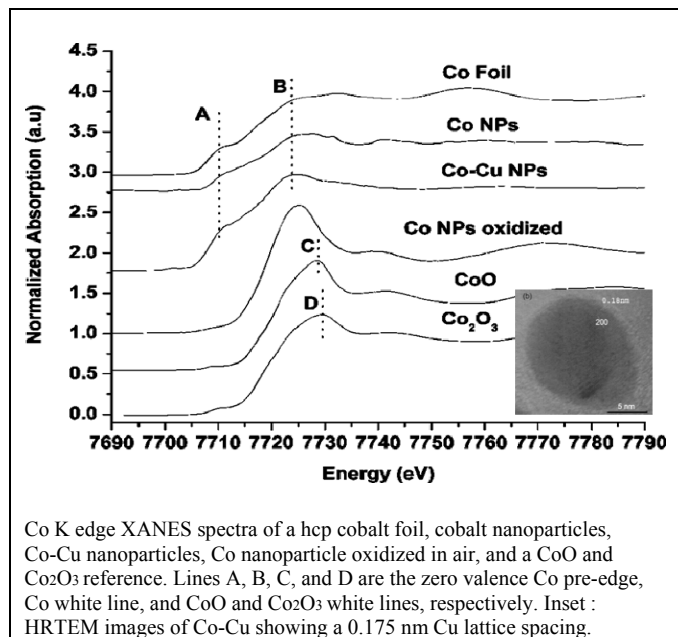 4.5
4.0
3.5
3.0
2.5
2.0
1.5
1.0
0.5
0.0
Normalized Absorption (a.u)
A
B
C
D
Co Foil
Co NPs
Co-Cu NPs
Co NPs oxidized
CoO
Co₂O₃
(b)
0.18nm
200
5 nm
7690 7710 7720 7730 7740 7750 7760 7770 7780 7790
Energy (eV)
Co K edge XANES spectra of a hcp cobalt foil, cobalt nanoparticles,
Co-Cu nanoparticles, Co nanoparticle oxidized in air, and a CoO and
Co₂O₃ reference. Lines A, B, C, and D are the zero valence Co pre-edge,
Co white line, and CoO and Co₂O₃ white lines, respectively. Inset :
HRTEM images of Co-Cu showing a 0.175 nm Cu lattice spacing.